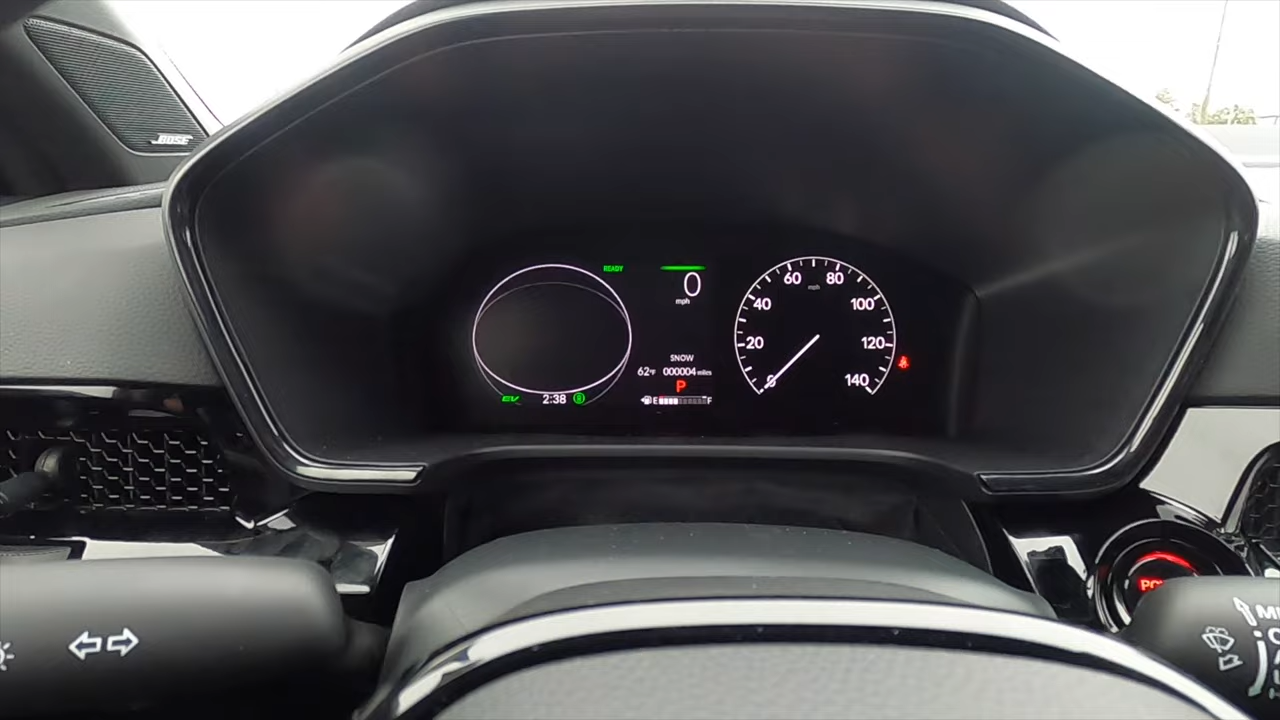 BOSE
READY
0
mph
SNOW
62°F 000004 miles
P
E F
EV
2:38
0 20 40 60 80 100 120 140
mph